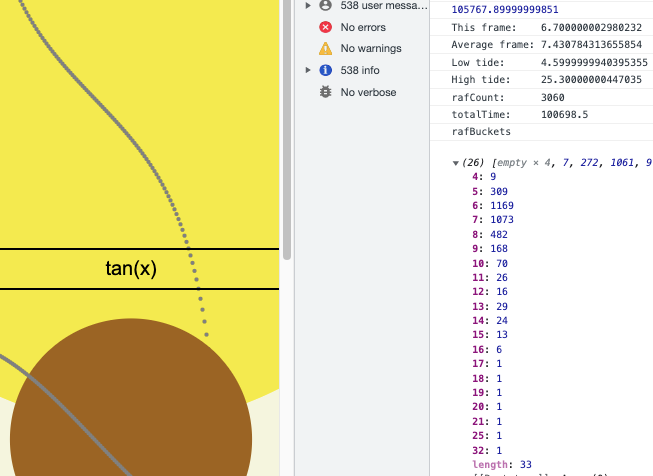 tan(x)
538 user messa…
No errors
No warnings
538 info
No verbose
105767.89999999851
This frame: 6.700000002980232
Average frame: 7.430784313655854
Low tide: 4.5999999940395355
High tide: 25.30000000447035
rafCount: 3060
totalTime: 100698.5
rafBuckets
(26) [empty × 4, 7, 272, 1061, 9
4: 9
5: 309
6: 1169
7: 1073
8: 482
9: 168
10: 70
11: 26
12: 16
13: 29
14: 24
15: 13
16: 6
17: 1
18: 1
19: 1
20: 1
21: 1
25: 1
32: 1
length: 33